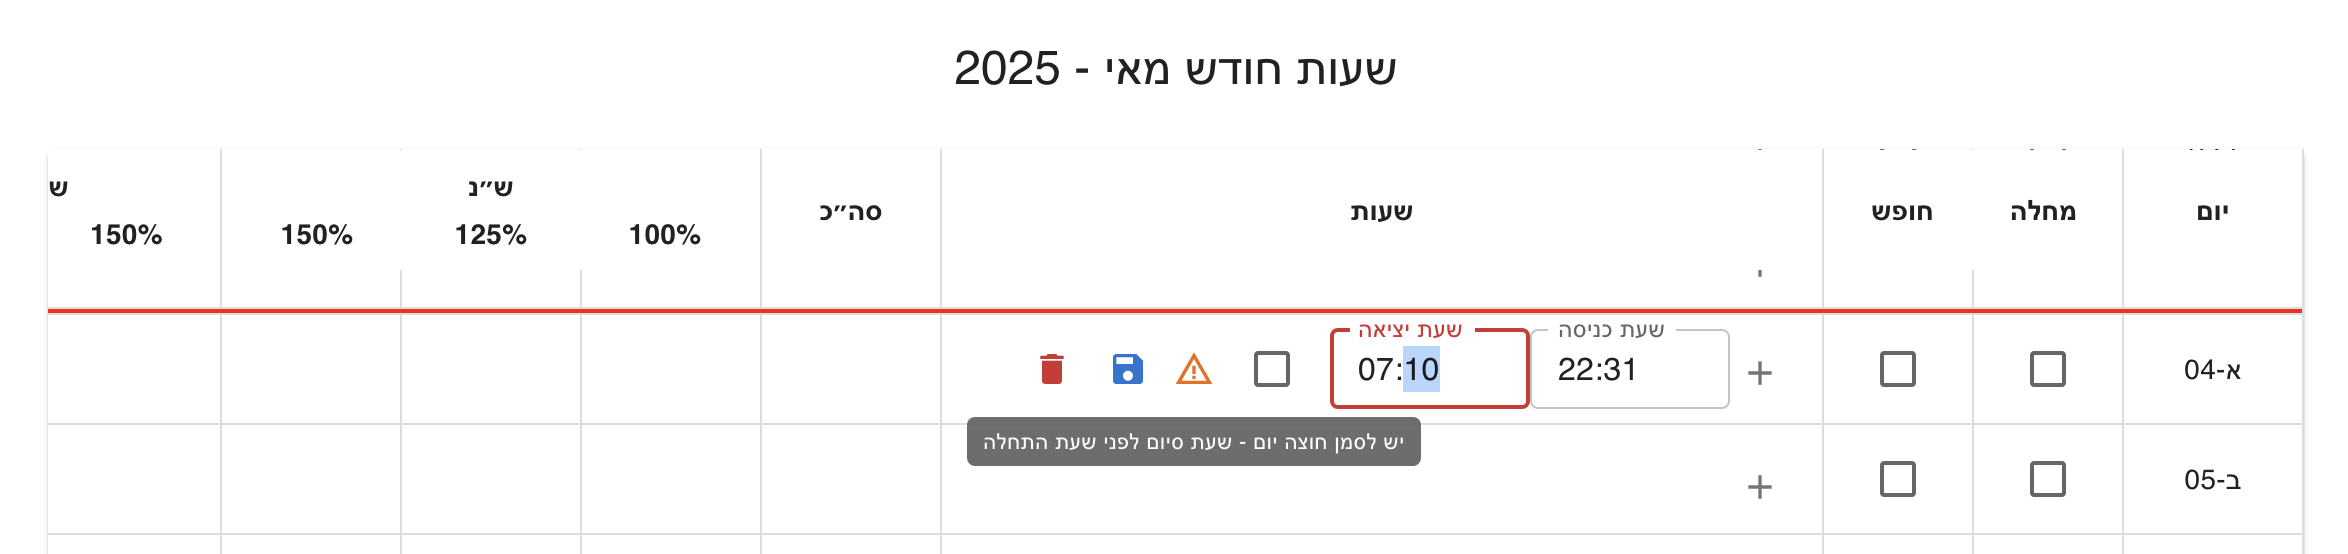 שעות חודש מאי - 2025
יום
מחלה
חופש
שעות
סה״כ
ש״נ
100%
125%
150%
ש
150%
א-04
שעת כניסה
22:31
שעת יציאה
07:10
יש לסמן חוצה יום - שעת סיום לפני שעת התחלה
ב-05